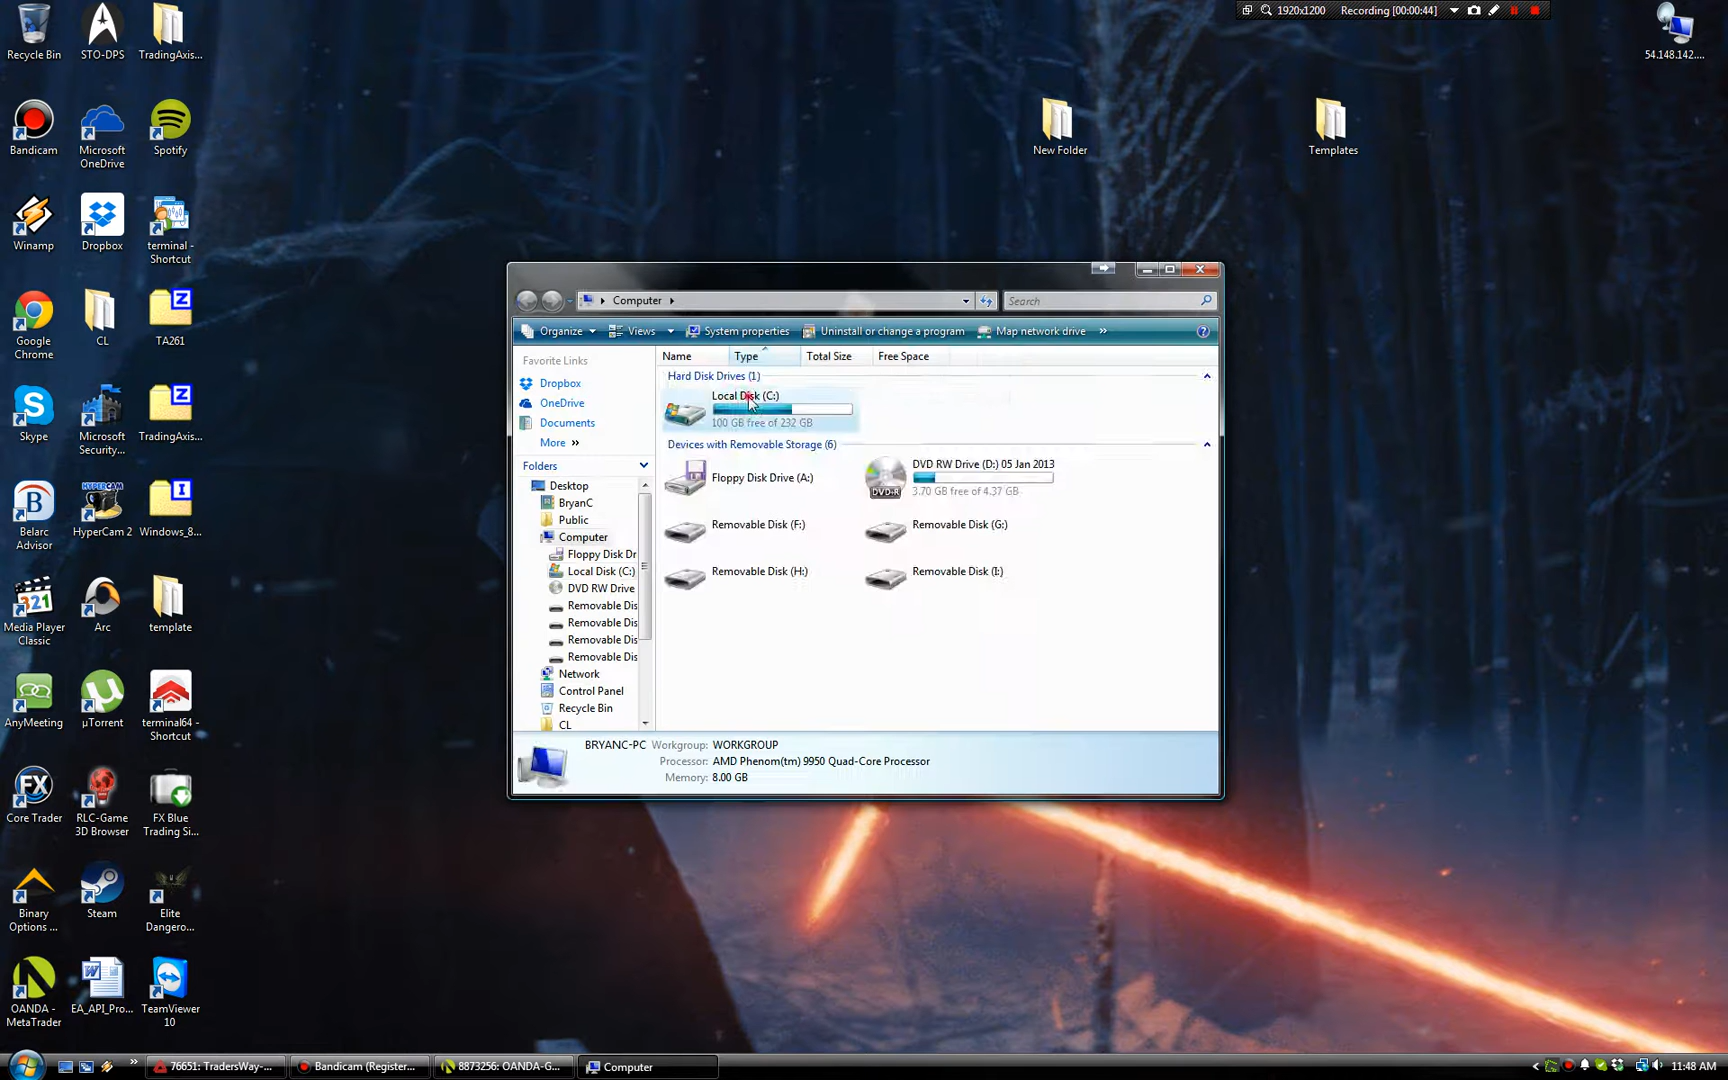 1920x1200 Recording [00:00:44]
Recycle Bin
STO-DPS
TradingAxis...
54.148.142....
New Folder
Templates
Bandicam
Microsoft
OneDrive
Spotify
Winamp
Dropbox
terminal -
Shortcut
Google
Chrome
CL
TA261
Skype
Microsoft
Security...
TradingAxis...
Belarc
Advisor
HyperCam 2
Windows_8...
Media Player
Classic
Arc
template
AnyMeeting
µTorrent
terminal64 -
Shortcut
Core Trader
RLC-Game
3D Browser
FX Blue
Trading Si...
Binary
Options ...
Steam
Elite
Dangero...
OANDA -
MetaTrader
EA_API_Pro...
TeamViewer
10
Computer
Search
Organize Views System properties Uninstall or change a program Map network drive »
Favorite Links
Dropbox
OneDrive
Documents
More »
Folders
Desktop
BryanC
Public
Computer
Floppy Disk Dr
Local Disk (C:)
DVD RW Drive
Removable Dis
Removable Dis
Removable Dis
Removable Dis
Network
Control Panel
Recycle Bin
CL
Name Type Total Size Free Space
Hard Disk Drives (1)
Local Disk (C:)
100 GB free of 232 GB
Devices with Removable Storage (6)
Floppy Disk Drive (A:)
DVD RW Drive (D:) 05 Jan 2013
3.70 GB free of 4.37 GB
Removable Disk (F:)
Removable Disk (G:)
Removable Disk (H:)
Removable Disk (I:)
BRYANC-PC Workgroup: WORKGROUP
Processor: AMD Phenom(tm) 9950 Quad-Core Processor
Memory: 8.00 GB
76651: TradersWay-...
Bandicam (Register...
8873256: OANDA-G...
Computer
11:48 AM